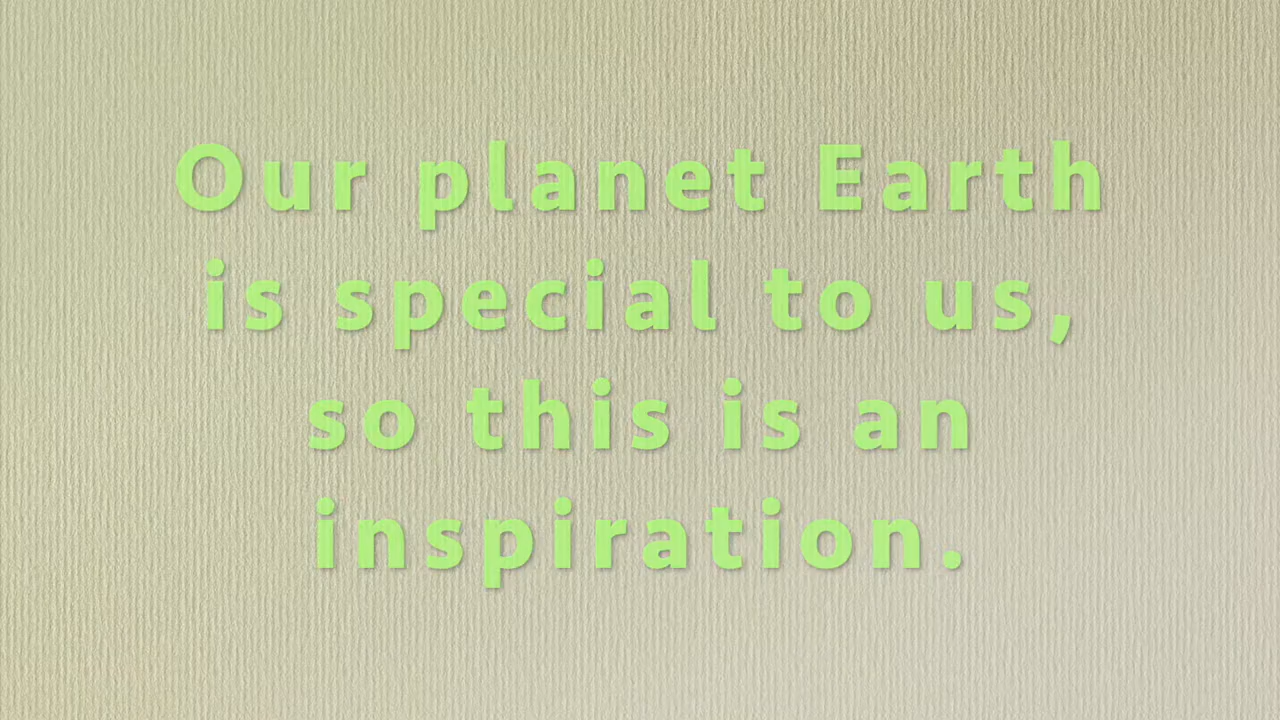 Our planet Earth
is special to us,
so this is an
inspiration.